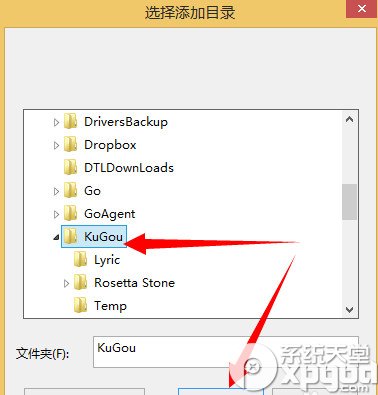 选择添加目录
DriversBackup
Dropbox
DTLDownLoads
Go
GoAgent
KuGou
Lyric
Rosetta Stone
Temp
文件夹(F):
KuGou
系统天堂